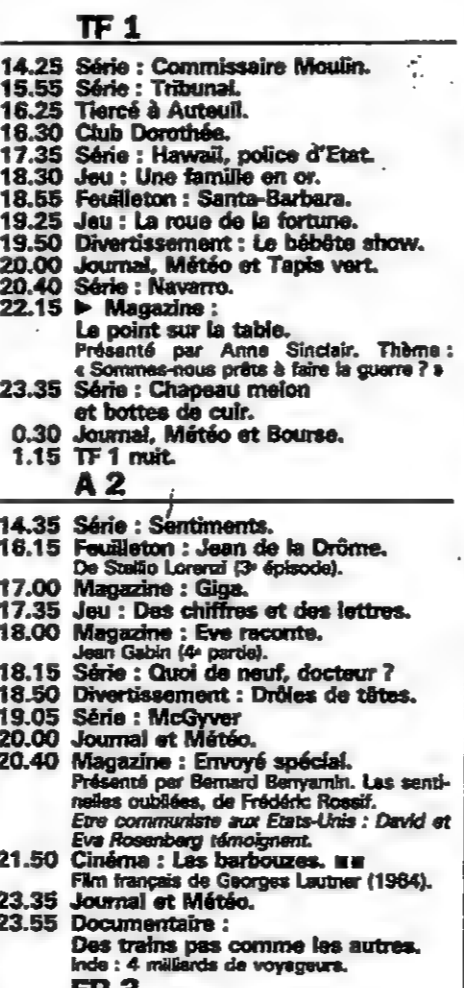 TF 1
14.25 Série : Commissaire Moulin.
15.55 Série : Tribunal.
16.25 Tiercé à Auteuil.
16.30 Club Dorothée.
17.35 Série : Hawaii, police d'Etat.
18.30 Jeu : Une famille en or.
18.55 Feuilleton : Santa-Barbara.
19.25 Jeu : La roue de la fortune.
19.50 Divertissement : Le bébête show.
20.00 Journal, Météo et Tapis vert.
20.40 Série : Navarro.
22.15 ► Magazine :
Le point sur la table.
Présenté par Anne Sinclair. Thème :
« Sommes-nous prêts à faire la guerre ? »
23.35 Série : Chapeau melon
et bottes de cuir.
0.30 Journal, Météo et Bourse.
1.15 TF 1 nuit.
A 2
14.35 Série : Sentiments.
16.15 Feuilleton : Jean de la Drôme.
De Stellio Lorenzi (3e épisode).
17.00 Magazine : Giga.
17.35 Jeu : Des chiffres et des lettres.
18.00 Magazine : Eve raconte.
Jean Gabin (4e partie).
18.15 Série : Quoi de neuf, docteur ?
18.50 Divertissement : Drôles de têtes.
19.05 Série : McGyver
20.00 Journal et Météo.
20.40 Magazine : Envoyé spécial.
Présenté par Bernard Benyamin. Les senti-
nelles oubliées, de Frédéric Rossif.
Etre communiste aux Etats-Unis : David et
Eva Rosenberg témoignent.
21.50 Cinéma : Les barbouzes. ■■
Film français de Georges Lautner (1964).
23.35 Journal et Météo.
23.55 Documentaire :
Des trains pas comme les autres.
Inde : 4 milliards de voyageurs.
FR 3